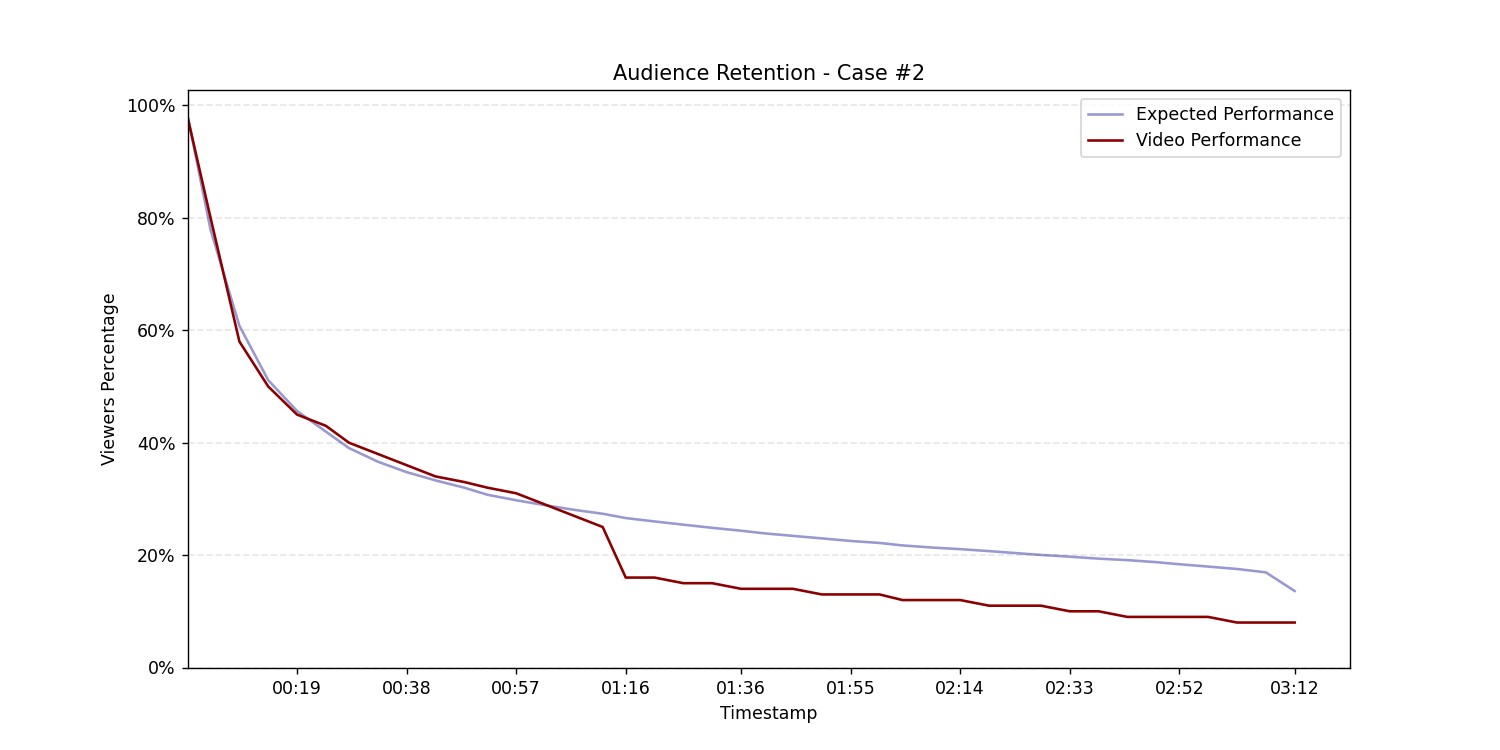 Audience Retention - Case #2
Expected Performance
Video Performance
Viewers Percentage
100%
80%
60%
40%
20%
0%
00:19 00:38 00:57 01:16 01:36 01:55 02:14 02:33 02:52 03:12
Timestamp